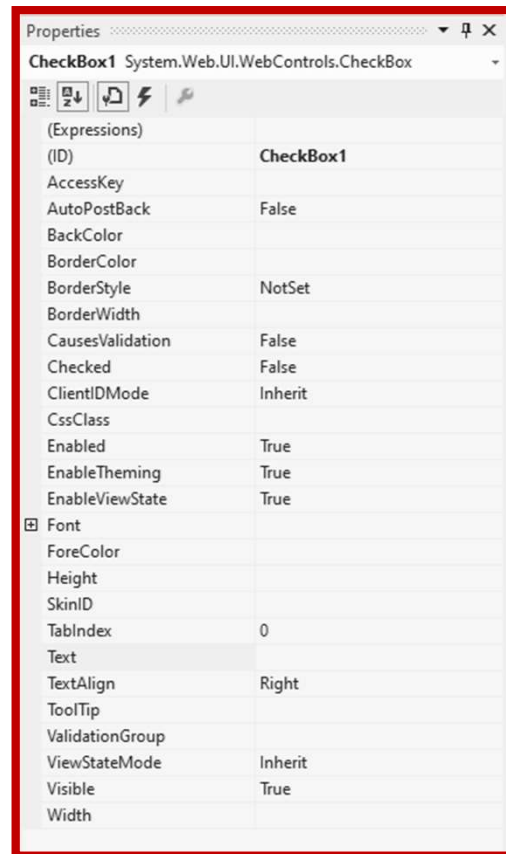 Properties
CheckBox1 System.Web.UI.WebControls.CheckBox
(Expressions)
(ID) CheckBox1
AccessKey
AutoPostBack False
BackColor
BorderColor
BorderStyle NotSet
BorderWidth
CausesValidation False
Checked False
ClientIDMode Inherit
CssClass
Enabled True
EnableTheming True
EnableViewState True
Font
ForeColor
Height
SkinID
TabIndex 0
Text
TextAlign Right
ToolTip
ValidationGroup
ViewStateMode Inherit
Visible True
Width